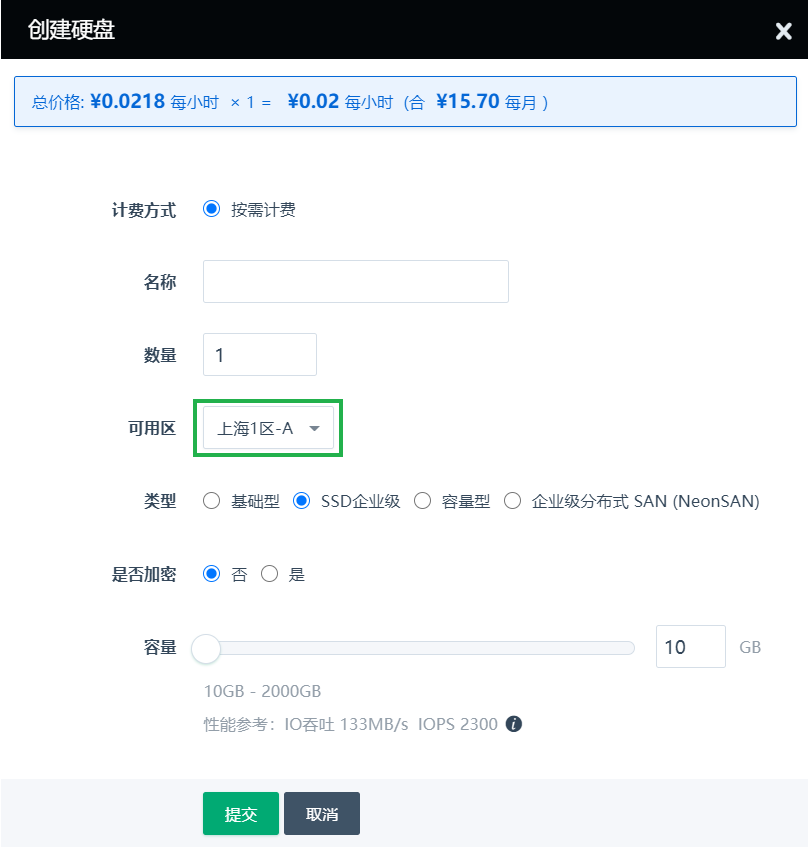 创建硬盘
总价格: ¥0.0218 每小时 × 1 = ¥0.02 每小时 (合 ¥15.70 每月 )
计费方式 按需计费
名称
数量 1
可用区 上海1区-A
类型 基础型 SSD企业级 容量型 企业级分布式 SAN (NeonSAN)
是否加密 否 是
容量 10 GB
10GB - 2000GB
性能参考: IO吞吐 133MB/s IOPS 2300
提交 取消